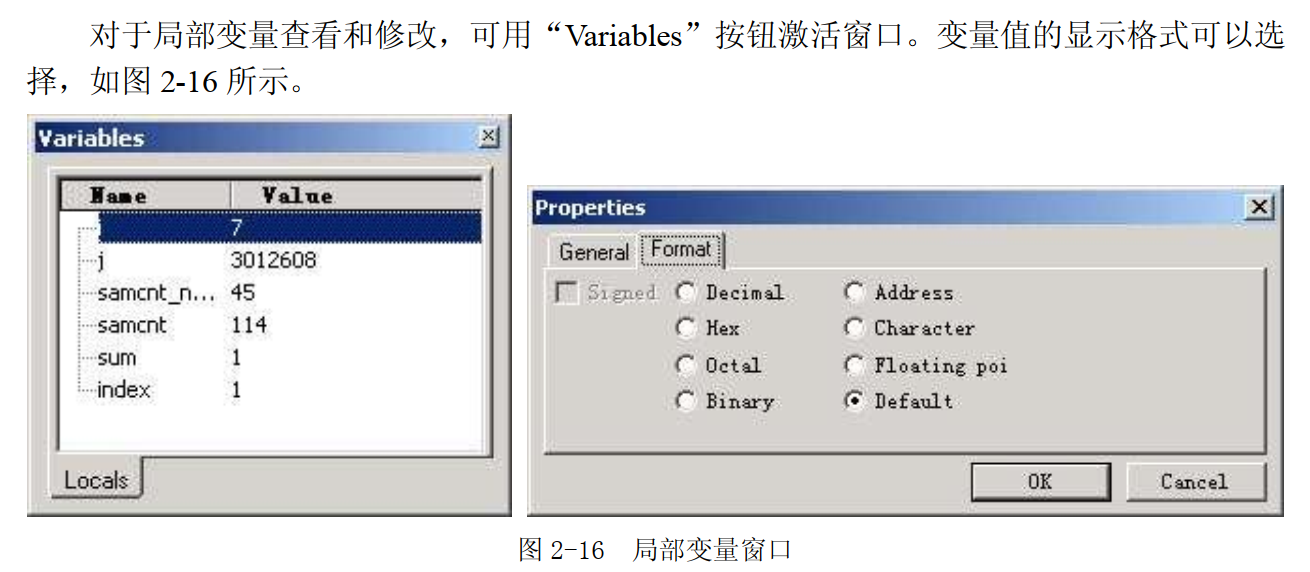 对于局部变量查看和修改，可用“Variables”按钮激活窗口。变量值的显示格式可以选
择，如图 2-16 所示。
Variables
Name Value
i 7
j 3012608
samcnt_n... 45
samcnt 114
sum 1
index 1
Locals
Properties
General Format
Signed Decimal Address
Hex Character
Octal Floating poi
Binary Default
OK Cancel
图 2-16 局部变量窗口